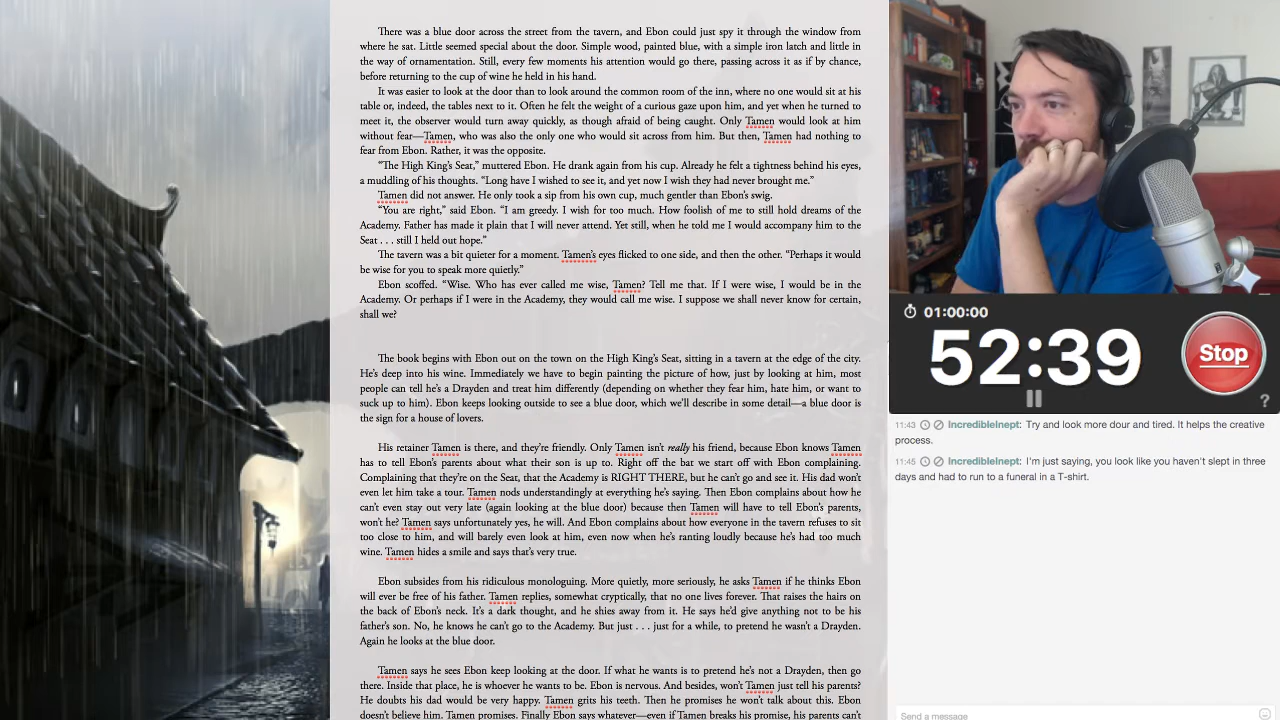 There was a blue door across the street from the tavern, and Ebon could just spy it through the window from
where he sat. Little seemed special about the door. Simple wood, painted blue, with a simple iron latch and little in
the way of ornamentation. Still, every few moments his attention would go there, passing across it as if by chance,
before returning to the cup of wine he held in his hand.
It was easier to look at the door than to look around the common room of the inn, where no one would sit at his
table or, indeed, the tables next to it. Often he felt the weight of a curious gaze upon him, and yet when he turned to
meet it, the observer would turn away quickly, as though afraid of being caught. Only Tamen would look at him
without fear—Tamen, who was also the only one who would sit across from him. But then, Tamen had nothing to
fear from Ebon. Rather, it was the opposite.
“The High King’s Seat,” muttered Ebon. He drank again from his cup. Already he felt a tightness behind his eyes,
a muddling of his thoughts. “Long have I wished to see it, and yet now I wish they had never brought me.”
Tamen did not answer. He only took a sip from his own cup, much gentler than Ebon’s swig.
“You are right,” said Ebon. “I am greedy. I wish for too much. How foolish of me to still hold dreams of the
Academy. Father has made it plain that I will never attend. Yet still, when he told me I would accompany him to the
Seat . . . still I held out hope.”
The tavern was a bit quieter for a moment. Tamen’s eyes flicked to one side, and then the other. “Perhaps it would
be wise for you to speak more quietly.”
Ebon scoffed. “Wise. Who has ever called me wise, Tamen? Tell me that. If I were wise, I would be in the
Academy. Or perhaps if I were in the Academy, they would call me wise. I suppose we shall never know for certain,
shall we?
The book begins with Ebon out on the town on the High King’s Seat, sitting in a tavern at the edge of the city.
He’s deep into his wine. Immediately we have to begin painting the picture of how, just by looking at him, most
people can tell he’s a Drayden and treat him differently (depending on whether they fear him, hate him, or want to
suck up to him). Ebon keeps looking outside to see a blue door, which we’ll describe in some detail—a blue door is
the sign for a house of lovers.
His retainer Tamen is there, and they’re friendly. Only Tamen isn’t really his friend, because Ebon knows Tamen
has to tell Ebon’s parents about what their son is up to. Right off the bat we start off with Ebon complaining.
Complaining that they’re on the Seat, that the Academy is RIGHT THERE, but he can’t go and see it. His dad won’t
even let him take a tour. Tamen nods understandingly at everything he’s saying. Then Ebon complains about how he
can’t even stay out very late (again looking at the blue door) because then Tamen will have to tell Ebon’s parents,
won’t he? Tamen says unfortunately yes, he will. And Ebon complains about how everyone in the tavern refuses to sit
too close to him, and will barely even look at him, even now when he’s ranting loudly because he’s had too much
wine. Tamen hides a smile and says that’s very true.
Ebon subsides from his ridiculous monologuing. More quietly, more seriously, he asks Tamen if he thinks Ebon
will ever be free of his father. Tamen replies, somewhat cryptically, that no one lives forever. That raises the hairs on
the back of Ebon’s neck. It’s a dark thought, and he shies away from it. He says he’d give anything not to be his
father’s son. No, he knows he can’t go to the Academy. But just . . . just for a while, to pretend he wasn’t a Drayden.
Again he looks at the blue door.
Tamen says he sees Ebon keep looking at the door. If what he wants is to pretend he’s not a Drayden, then go
there. Inside that place, he is whoever he wants to be. Ebon is nervous. And besides, won’t Tamen just tell his parents?
He doubts his dad would be very happy. Tamen grits his teeth. Then he promises he won’t talk about this. Ebon
doesn’t believe him. Tamen promises. Finally Ebon says whatever—even if Tamen breaks his promise, his parents can’t
01:00:00
52:39
Stop
?
11:43 IncredibleInept: Try and look more dour and tired. It helps the creative
process.
11:45 IncredibleInept: I'm just saying, you look like you haven't slept in three
days and had to run to a funeral in a T-shirt.
Send a message